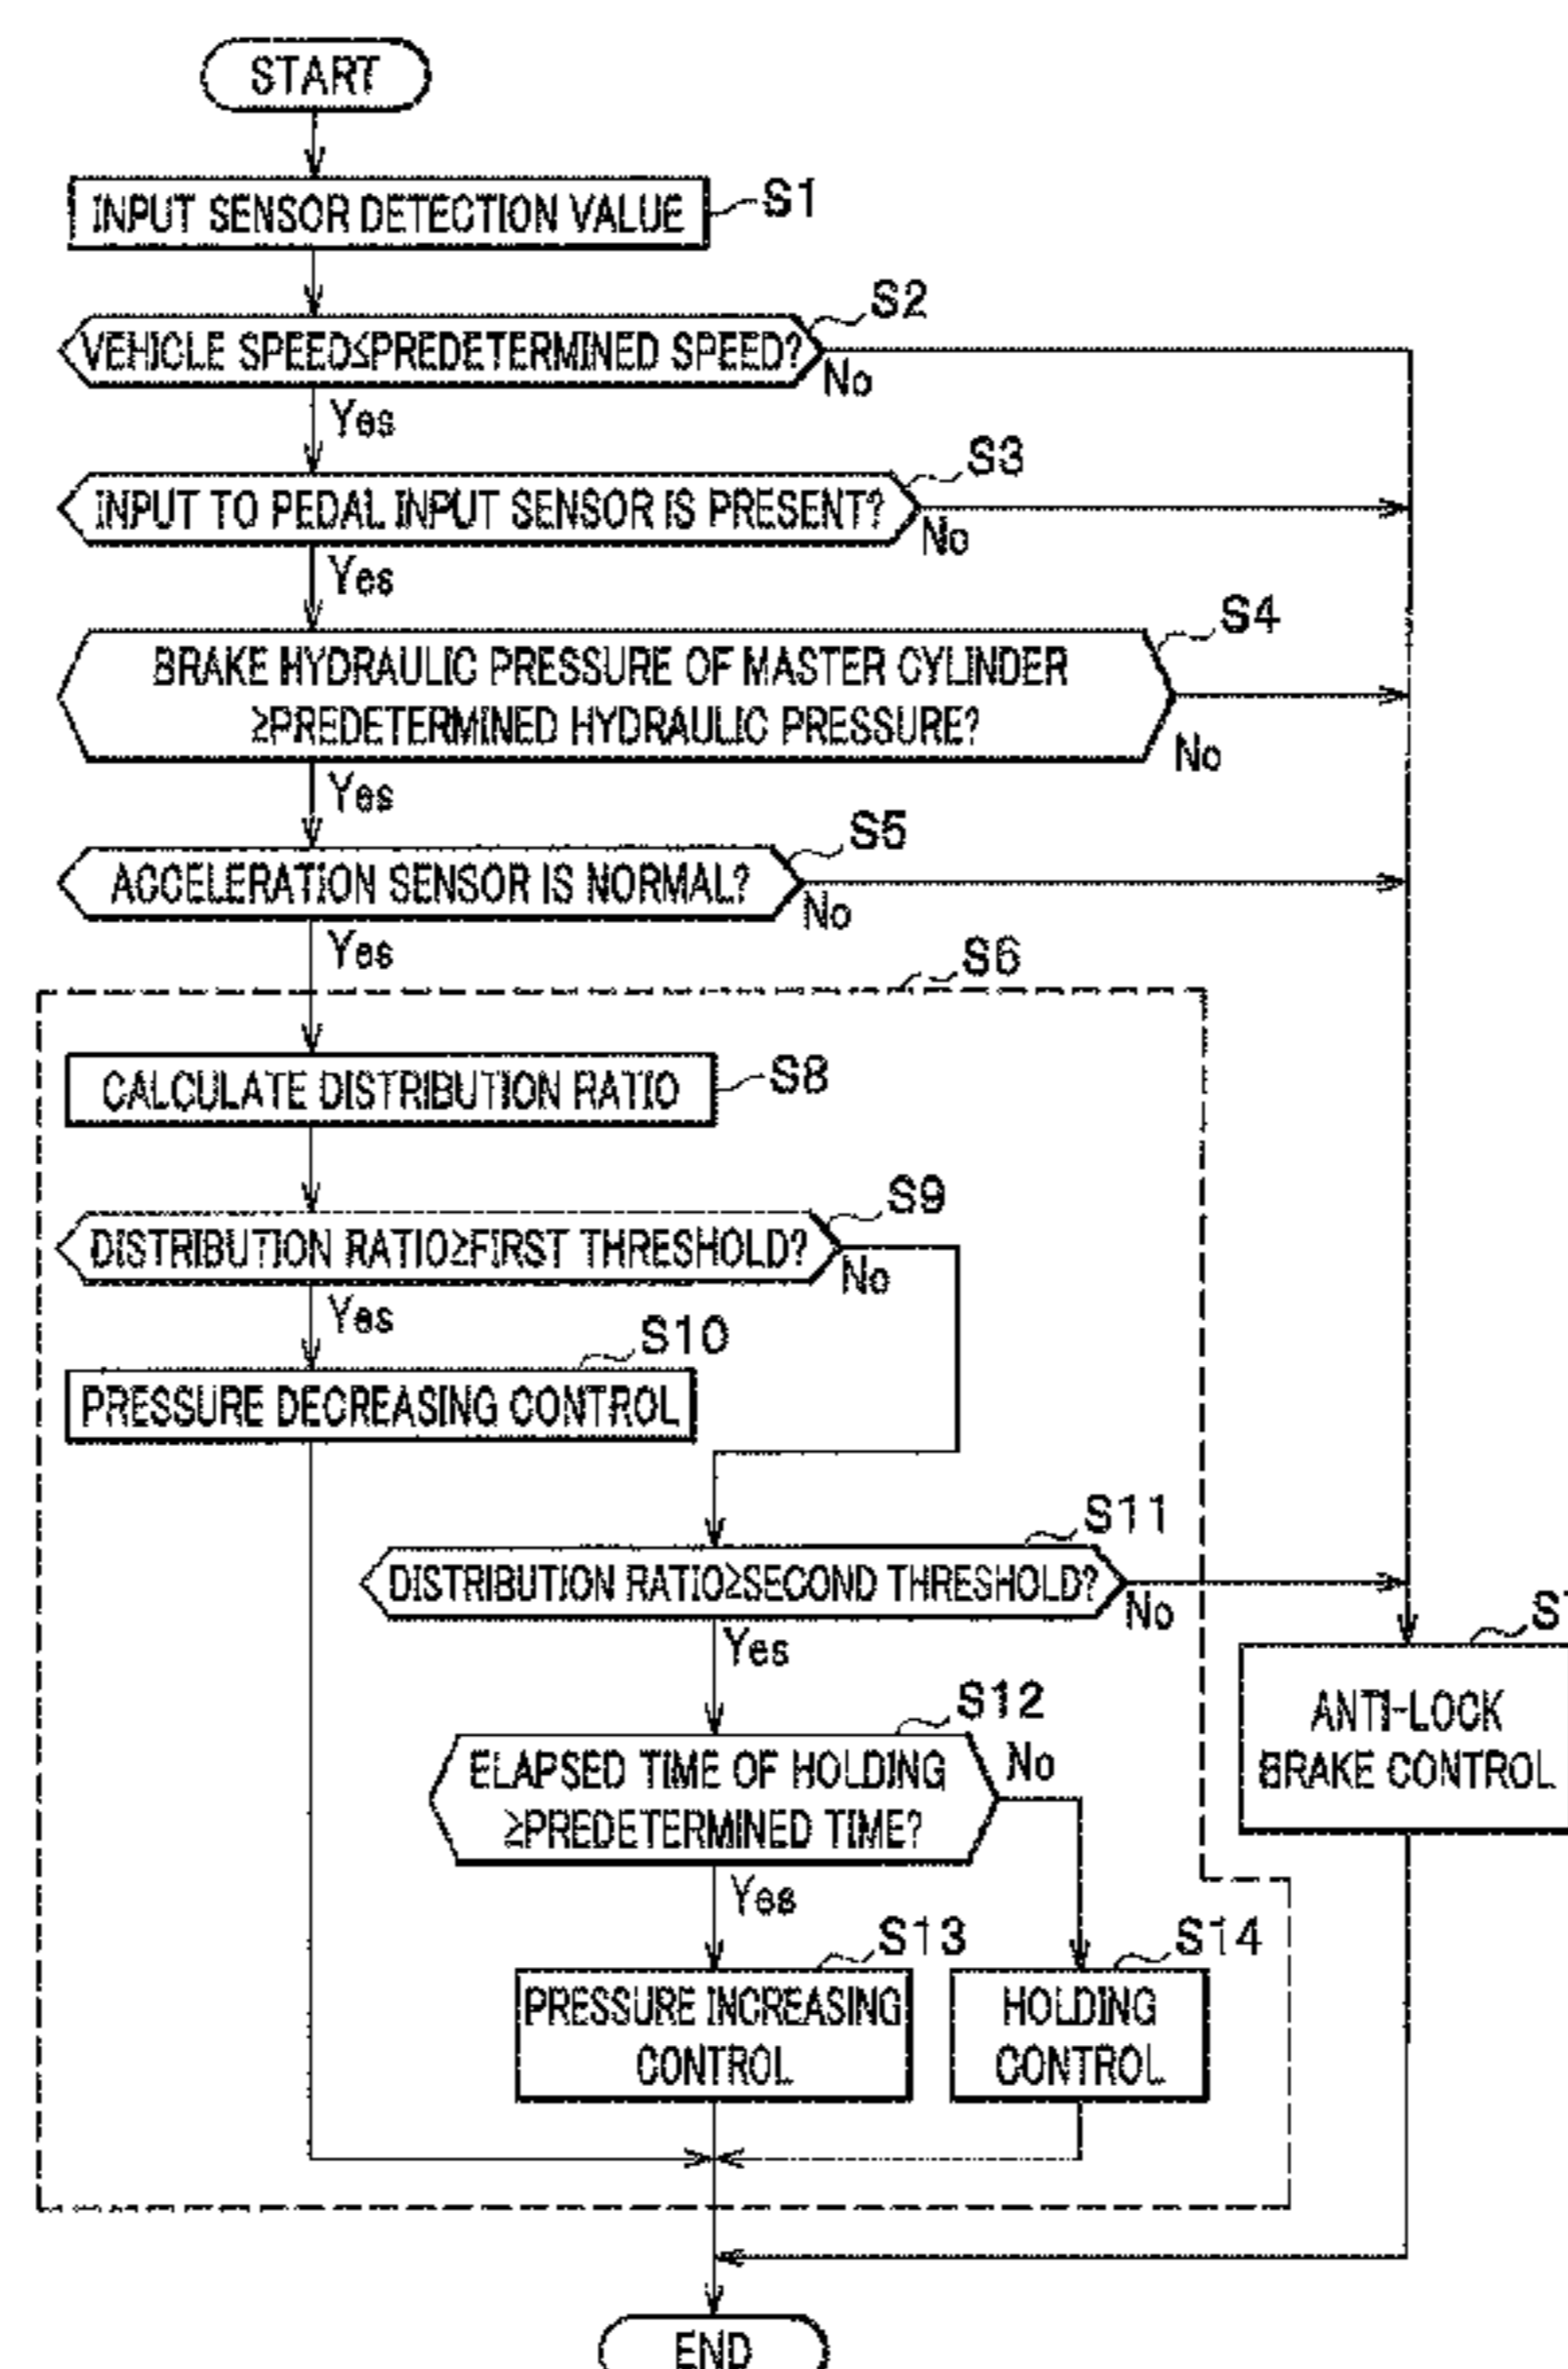 START
INPUT SENSOR DETECTION VALUE
S1
VEHICLE SPEED≤PREDETERMINED SPEED?
S2
No
Yes
INPUT TO PEDAL INPUT SENSOR IS PRESENT?
S3
No
Yes
BRAKE HYDRAULIC PRESSURE OF MASTER CYLINDER
≥PREDETERMINED HYDRAULIC PRESSURE?
S4
No
Yes
ACCELERATION SENSOR IS NORMAL?
S5
No
Yes
S6
CALCULATE DISTRIBUTION RATIO
S8
DISTRIBUTION RATIO≥FIRST THRESHOLD?
S9
No
Yes
S10
PRESSURE DECREASING CONTROL
S11
DISTRIBUTION RATIO≥SECOND THRESHOLD?
No
Yes
ANTI-LOCK
BRAKE CONTROL
S12
ELAPSED TIME OF HOLDING
≥PREDETERMINED TIME?
No
Yes
S13
PRESSURE INCREASING
CONTROL
S14
HOLDING
CONTROL
END